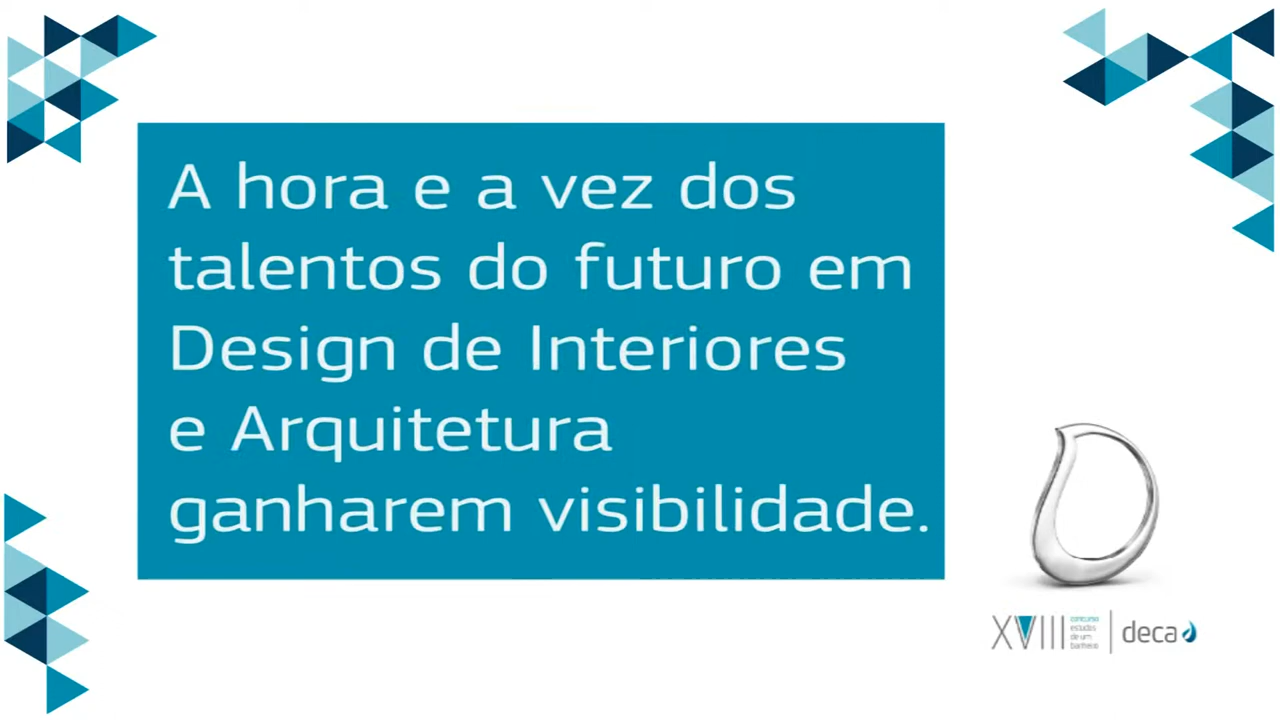 A hora e a vez dos
talentos do futuro em
Design de Interiores
e Arquitetura
ganharem visibilidade.
XVIII
concurso
estudos
de um
banheiro
deca